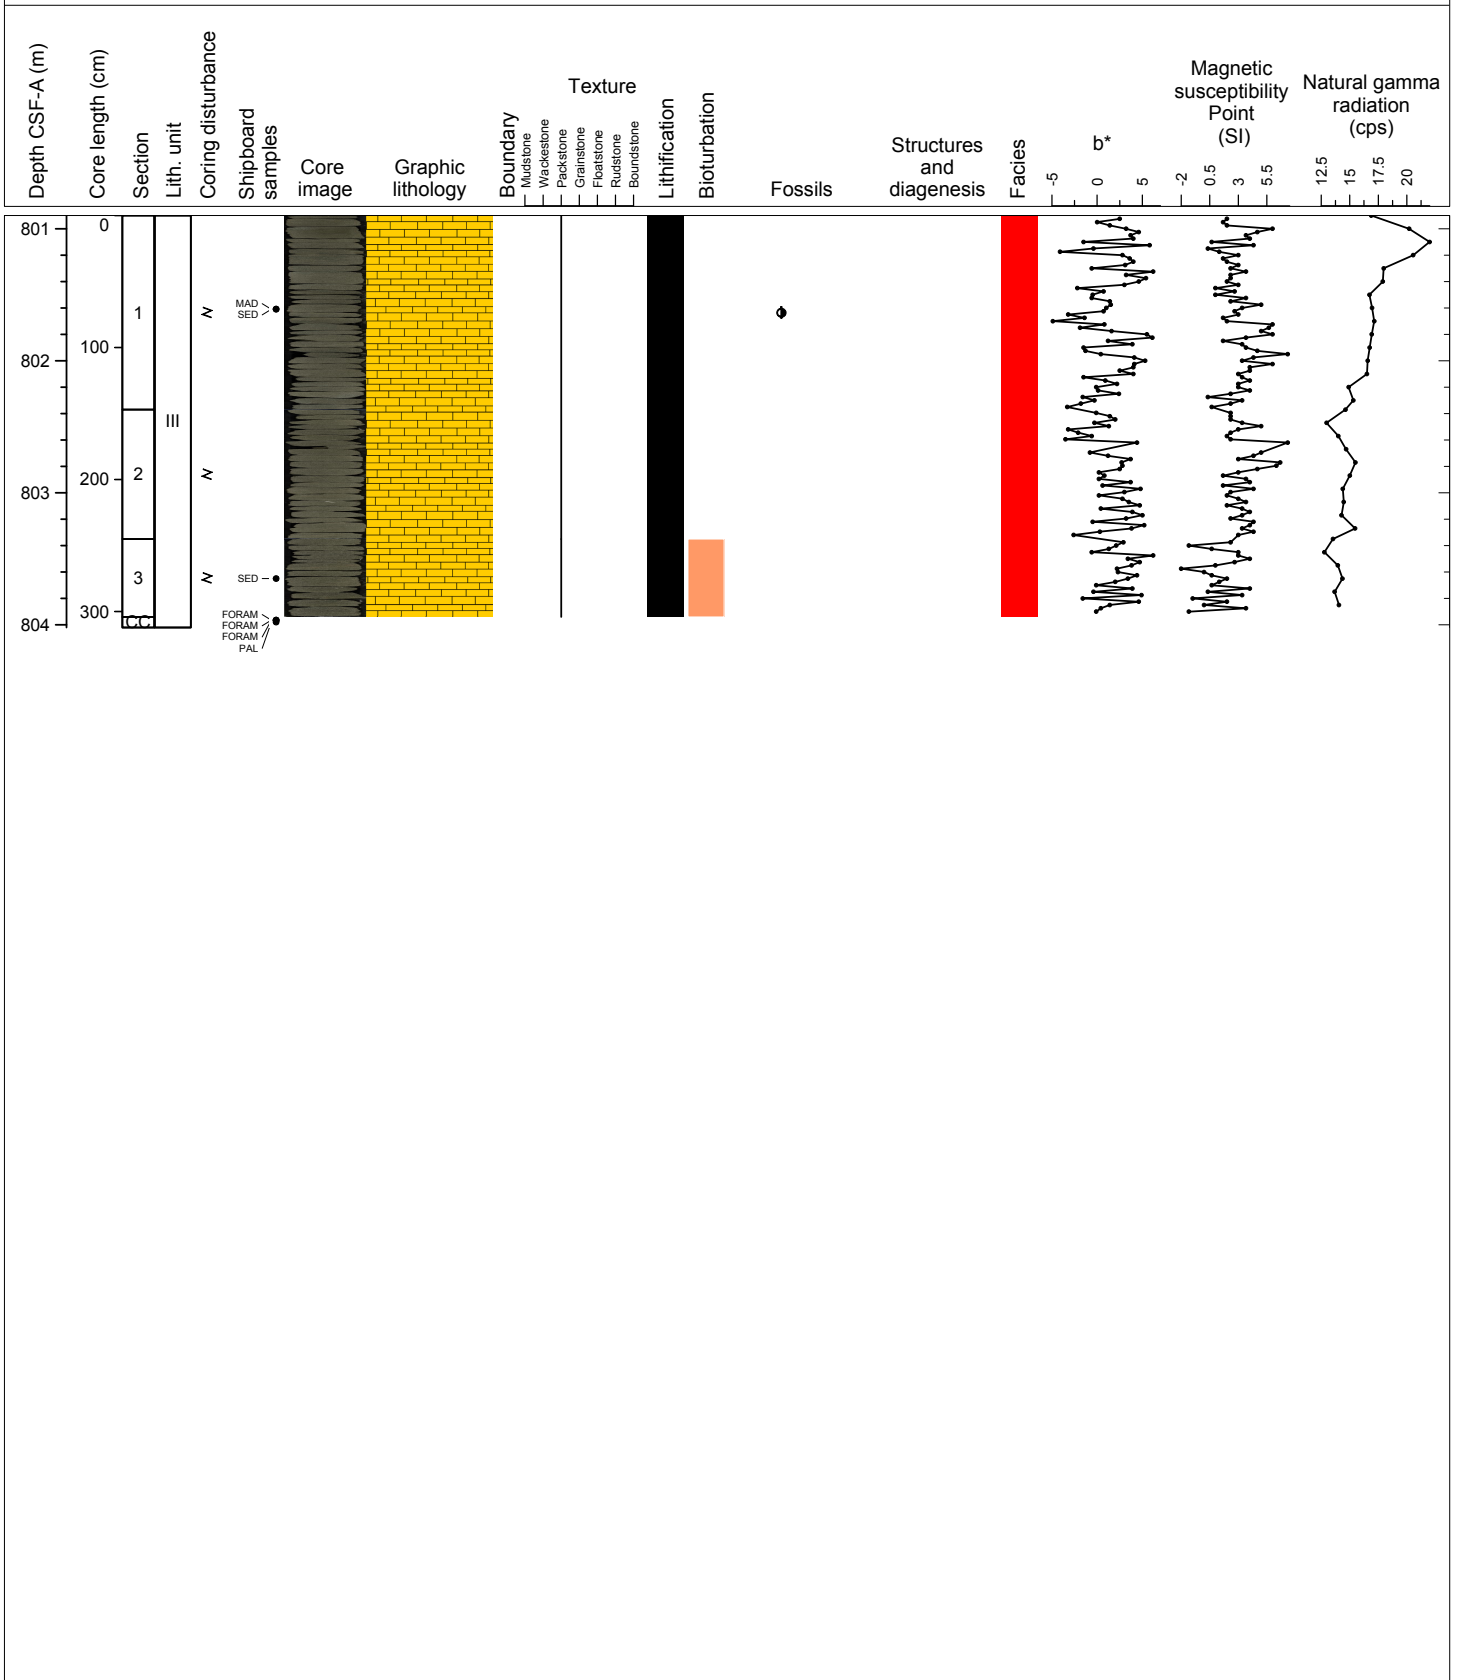 Depth CSF-A (m)
Core length (cm)
Section
Lith. unit
Coring disturbance
Shipboard
samples
Core
image
Graphic
lithology
Boundary
Texture
Mudstone
Wackestone
Packstone
Grainstone
Floatstone
Rudstone
Boundstone
Lithification
Bioturbation
Fossils
Structures
and
diagenesis
Facies
b*
-5 0 5
Magnetic
susceptibility
Point
(SI)
-2 0.5 3 5.5
Natural gamma
radiation
(cps)
12.5 15 17.5 20
801
802
803
804
0
100
200
300
1
2
3
CC
III
MAD
SED
SED
FORAM
FORAM
FORAM
PAL